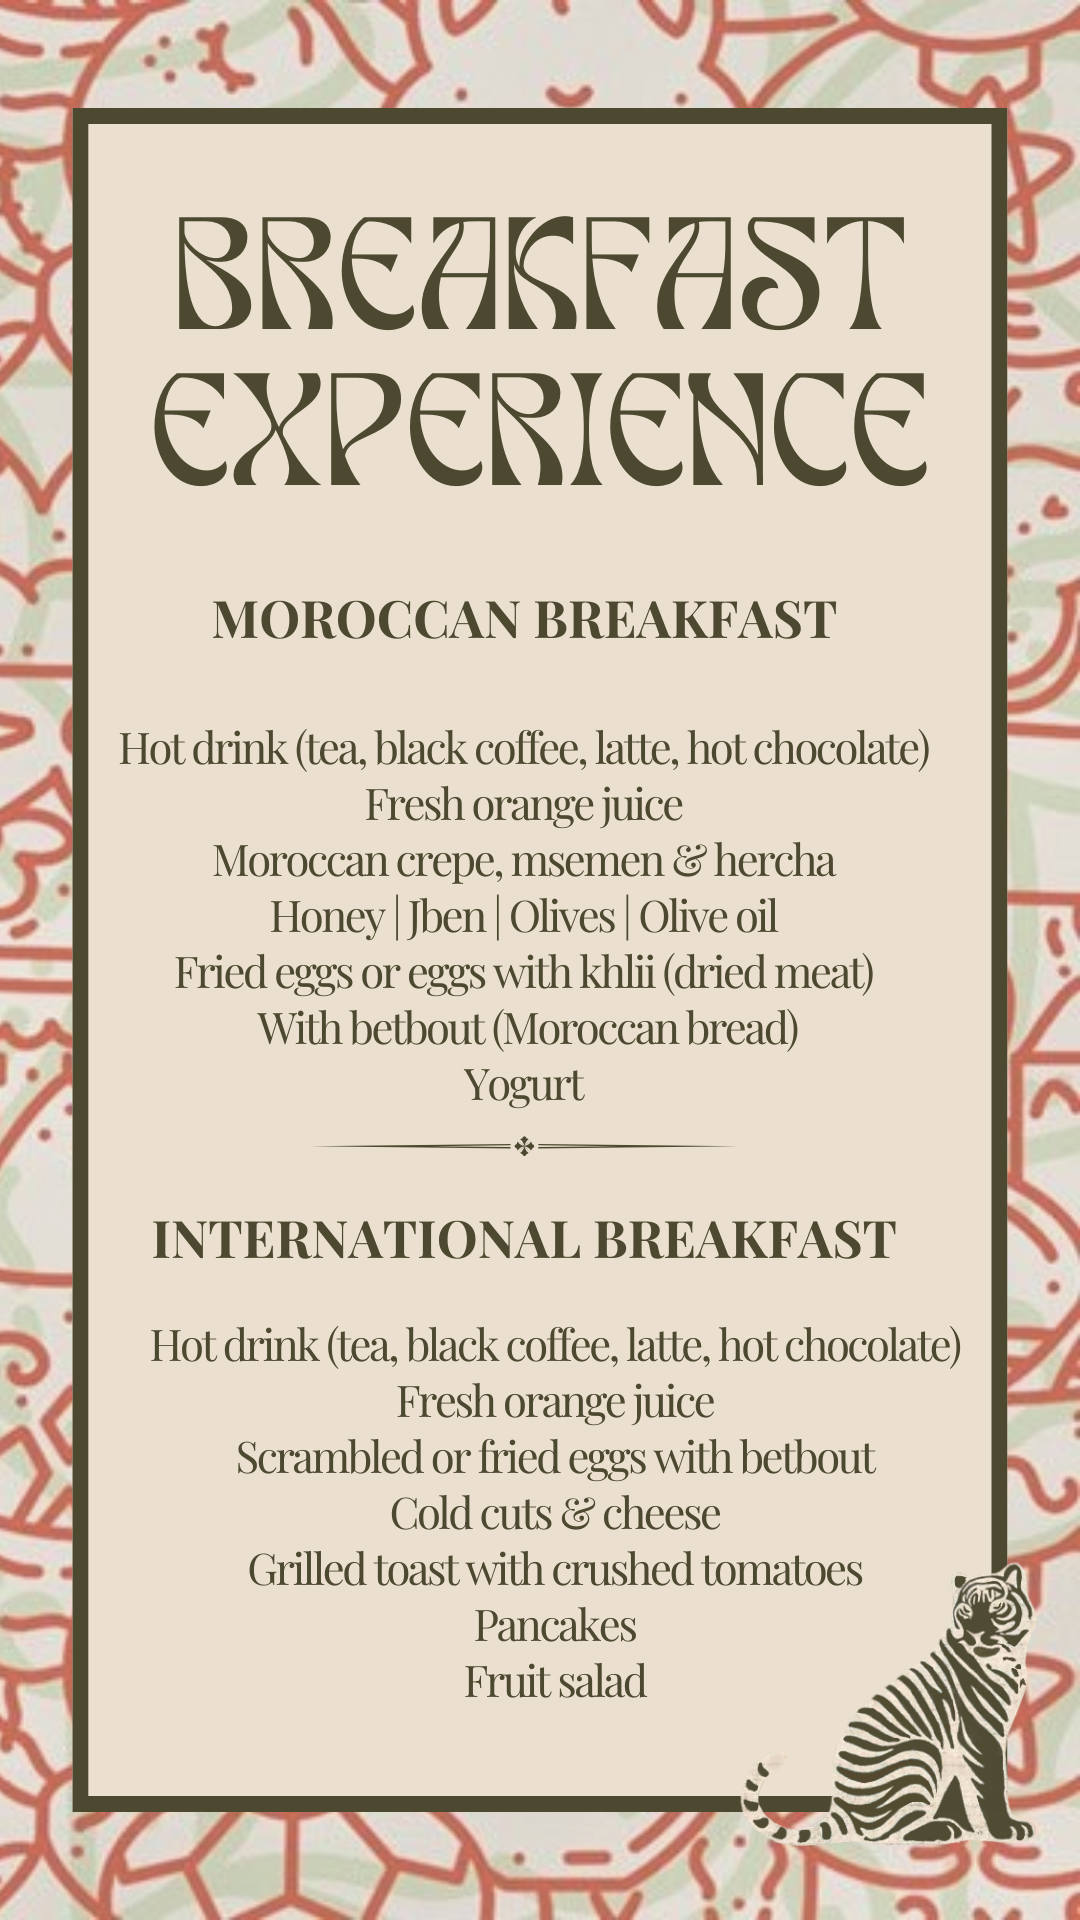 BREAKFAST
EXPERIENCE
MOROCCAN BREAKFAST
Hot drink (tea, black coffee, latte, hot chocolate)
Fresh orange juice
Moroccan crepe, msemen & hercha
Honey | Jben | Olives | Olive oil
Fried eggs or eggs with khlii (dried meat)
With betbout (Moroccan bread)
Yogurt
INTERNATIONAL BREAKFAST
Hot drink (tea, black coffee, latte, hot chocolate)
Fresh orange juice
Scrambled or fried eggs with betbout
Cold cuts & cheese
Grilled toast with crushed tomatoes
Pancakes
Fruit salad